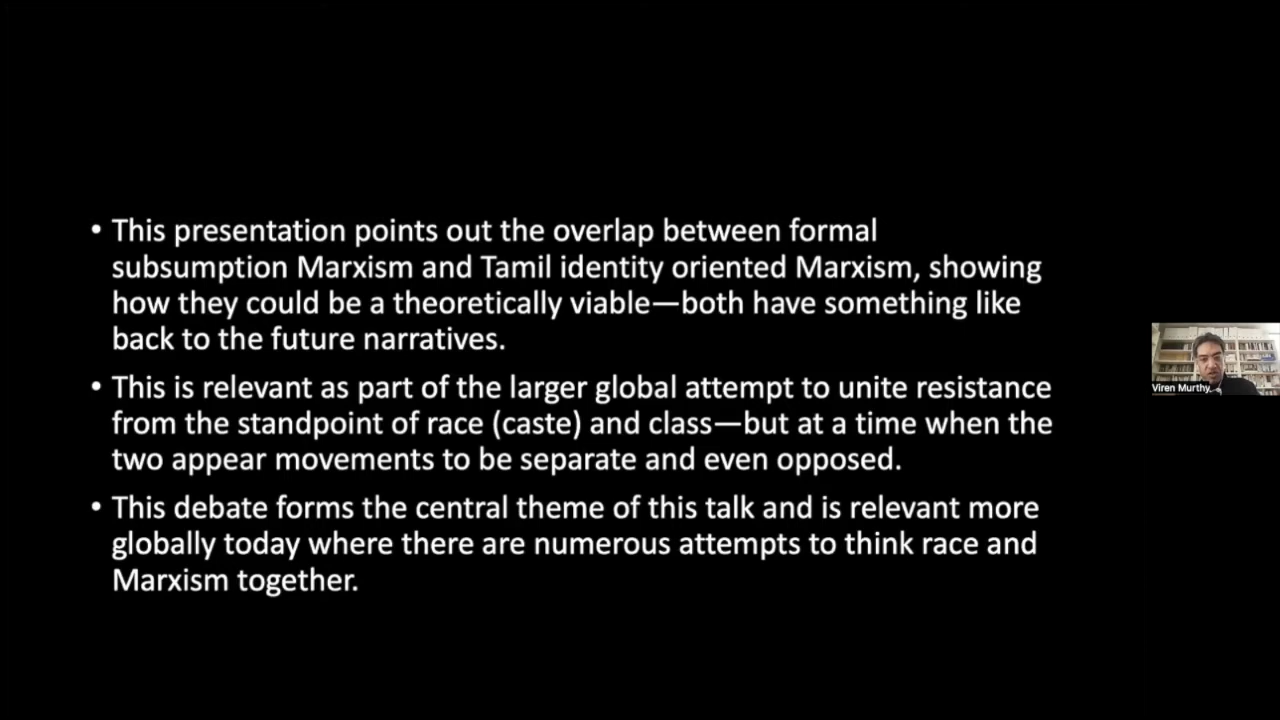 • This presentation points out the overlap between formal
subsumption Marxism and Tamil identity oriented Marxism, showing
how they could be a theoretically viable—both have something like
back to the future narratives.
• This is relevant as part of the larger global attempt to unite resistance
from the standpoint of race (caste) and class—but at a time when the
two appear movements to be separate and even opposed.
• This debate forms the central theme of this talk and is relevant more
globally today where there are numerous attempts to think race and
Marxism together.
Viren Murthy